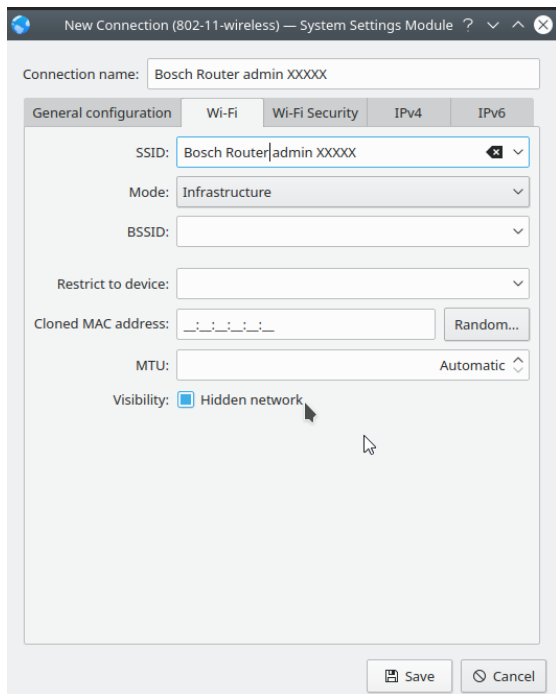 New Connection (802-11-wireless) — System Settings Module ?
Connection name: Bosch Router admin XXXXX
General configuration Wi-Fi Wi-Fi Security IPv4 IPv6
SSID: Bosch Router admin XXXXX
Mode: Infrastructure
BSSID:
Restrict to device:
Cloned MAC address: __:__:__:__:__:__ Random...
MTU: Automatic
Visibility: Hidden network
Save Cancel